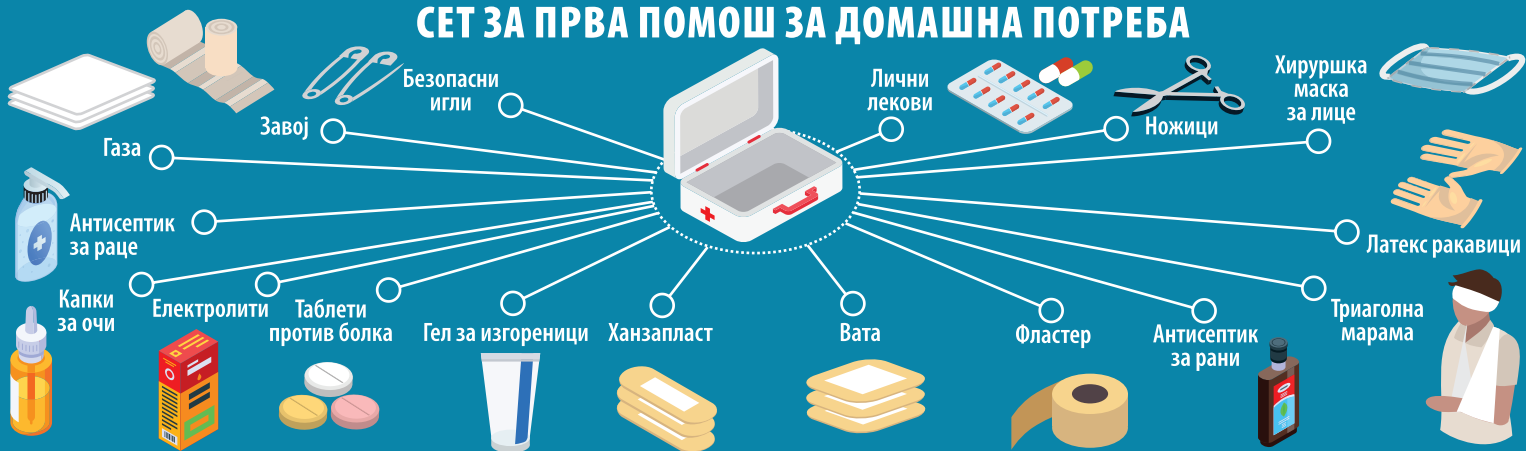 СЕТ ЗА ПРВА ПОМОШ ЗА ДОМАШНА ПОТРЕБА
Безопасни
игли
Завој
Газа
Антисептик
за раце
Капки
за очи
Електролити
Таблети
против болка
Гел за изгореници
Ханзапласт
Вата
Фластер
Антисептик
за рани
Триаголна
марама
Латекс ракавици
Хируршка
маска
за лице
Ножици
Лични
лекови